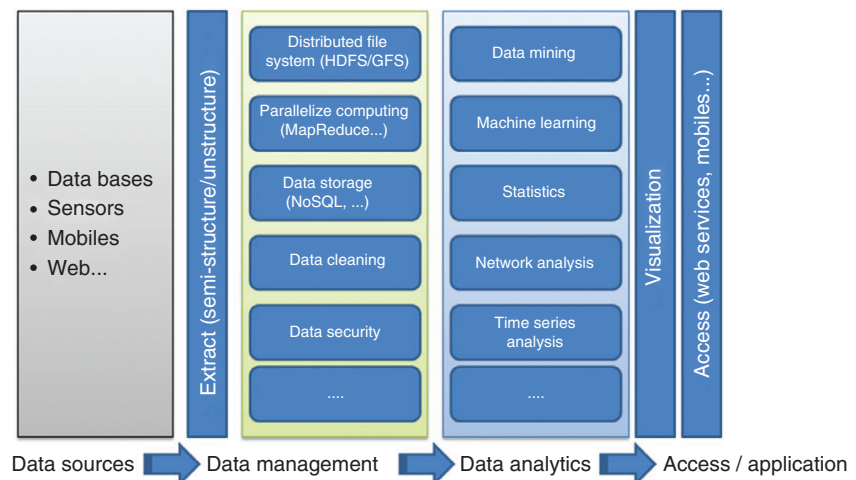 • Data bases
• Sensors
• Mobiles
• Web...
Extract (semi-structure/unstructure)
Distributed file
system (HDFS/GFS)
Parallelize computing
(MapReduce...)
Data storage
(NoSQL, ...)
Data cleaning
Data security
....
Data mining
Machine learning
Statistics
Network analysis
Time series
analysis
....
Visualization
Access (web services, mobiles...)
Data sources
Data management
Data analytics
Access / application